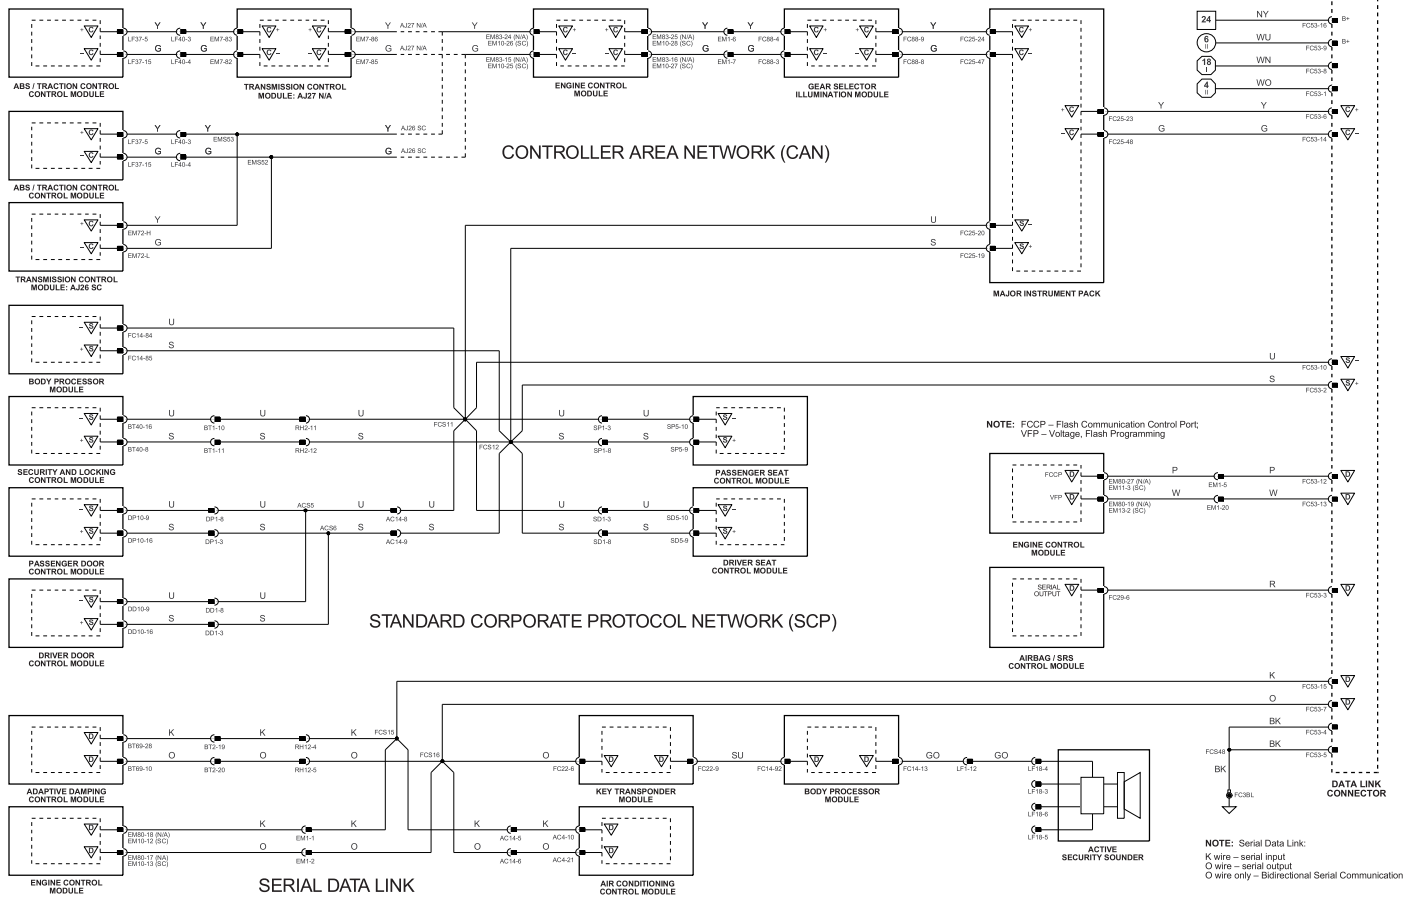 Y Y Y AJ27 N/A Y Y Y Y
LF37-5 LF40-3 EM7-83 EM7-86 EM83-24 (N/A) EM83-25 (N/A) EM1-6 FC88-4 FC88-9 FC25-24
EM10-26 (SC) EM10-28 (SC)
G G G AJ27 N/A G G G G
LF37-15 LF40-4 EM7-82 EM7-85 EM83-15 (N/A) EM83-16 (N/A) EM1-7 FC88-3 FC88-8 FC25-47
EM10-25 (SC) EM10-27 (SC)
ABS / TRACTION CONTROL
CONTROL MODULE
TRANSMISSION CONTROL
MODULE: AJ27 N/A
ENGINE CONTROL
MODULE
GEAR SELECTOR
ILLUMINATION MODULE
24 NY FC53-16 B+
6 II WU FC53-9 B+
18 I WN FC53-8
4 II WO FC53-1
FC25-23 Y Y FC53-6
FC25-48 G G FC53-14
LF37-5 Y LF40-3 Y EMS53 Y AJ26 SC
LF37-15 G LF40-4 G EMS52 G AJ26 SC
ABS / TRACTION CONTROL
CONTROL MODULE
CONTROLLER AREA NETWORK (CAN)
EM72-H Y
EM72-L G
TRANSMISSION CONTROL
MODULE: AJ26 SC
U FC25-20
S FC25-19
MAJOR INSTRUMENT PACK
FC14-84 U
FC14-85 S
BODY PROCESSOR
MODULE
U FC53-10
S FC53-2
BT40-16 U BT1-10 U RH2-11 U FCS11 U SP1-3 U SP5-10
BT40-8 S BT1-11 S RH2-12 S FCS12 S SP1-8 S SP5-9
SECURITY AND LOCKING
CONTROL MODULE
PASSENGER SEAT
CONTROL MODULE
NOTE: FCCP – Flash Communication Control Port;
VFP – Voltage, Flash Programming
FCCP EM80-27 (N/A) P EM1-5 P FC53-12
EM11-3 (SC)
VFP EM80-19 (N/A) W EM1-20 W FC53-13
EM13-2 (SC)
ENGINE CONTROL
MODULE
DP10-9 U DP1-8 U ACS5 U AC14-8 U U SD1-3 U SD5-10
DP10-16 S DP1-3 S ACS6 S AC14-9 S S SD1-8 S SD5-9
PASSENGER DOOR
CONTROL MODULE
DRIVER SEAT
CONTROL MODULE
DD10-9 U DD1-8 U
DD10-16 S DD1-3 S
DRIVER DOOR
CONTROL MODULE
STANDARD CORPORATE PROTOCOL NETWORK (SCP)
SERIAL
OUTPUT
FC29-6 R FC53-3
AIRBAG / SRS
CONTROL MODULE
K FC53-15
O FC53-7
BK FC53-4
FCS48 BK FC53-5
BK
FC3BL
DATA LINK
CONNECTOR
BT69-28 K BT2-19 K RH12-4 K FCS15
BT69-10 O BT2-20 O RH12-5 O FCS16 O FC22-6 FC22-9 SU FC14-92 FC14-13 GO LF1-12 GO LF18-4
LF18-3
LF18-6
LF18-5
ADAPTIVE DAMPING
CONTROL MODULE
KEY TRANSPONDER
MODULE
BODY PROCESSOR
MODULE
ACTIVE
SECURITY SOUNDER
EM80-18 (N/A) K EM1-1 K K AC14-5 K AC4-10
EM10-12 (SC)
EM80-17 (NA) O EM1-2 O O AC14-6 O AC4-21
EM10-13 (SC)
ENGINE CONTROL
MODULE
SERIAL DATA LINK
AIR CONDITIONING
CONTROL MODULE
NOTE: Serial Data Link:
K wire – serial input
O wire – serial output
O wire only – Bidirectional Serial Communication